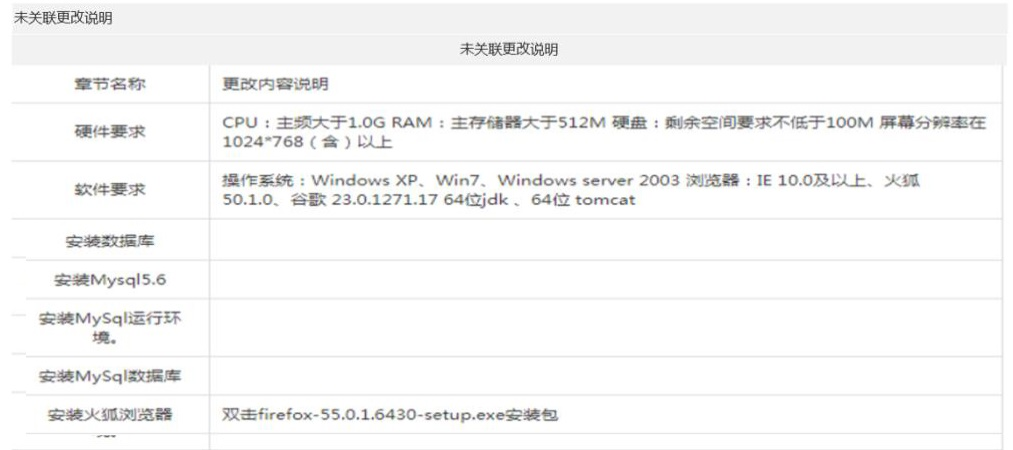 未关联更改说明
未关联更改说明
章节名称
更改内容说明
硬件要求
CPU：主频大于1.0G RAM：主存储器大于512M 硬盘：剩余空间要求不低于100M 屏幕分辨率在
1024*768（含）以上
软件要求
操作系统：Windows XP、Win7、Windows server 2003 浏览器：IE 10.0及以上、火狐
50.1.0、谷歌 23.0.1271.17 64位jdk 、64位 tomcat
安装数据库
安装Mysql5.6
安装MySql运行环
境。
安装MySql数据库
安装火狐浏览器
双击firefox-55.0.1.6430-setup.exe安装包